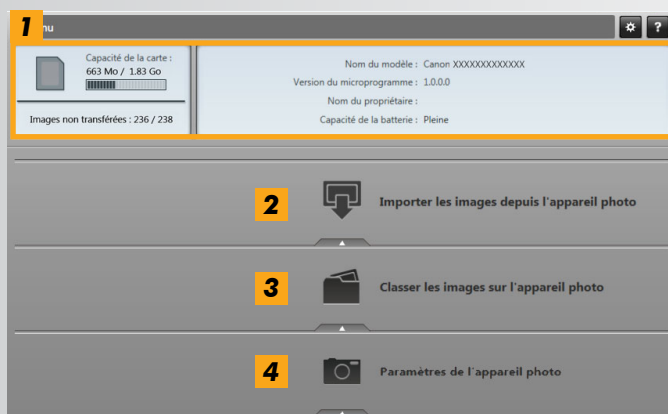 1
nu
?
Capacité de la carte :
663 Mo / 1.83 Go
Images non transférées : 236 / 238
Nom du modèle : Canon XXXXXXXXXXXXX
Version du microprogramme : 1.0.0.0
Nom du propriétaire :
Capacité de la batterie : Pleine
2 Importer les images depuis l'appareil photo
3 Classer les images sur l'appareil photo
4 Paramètres de l'appareil photo